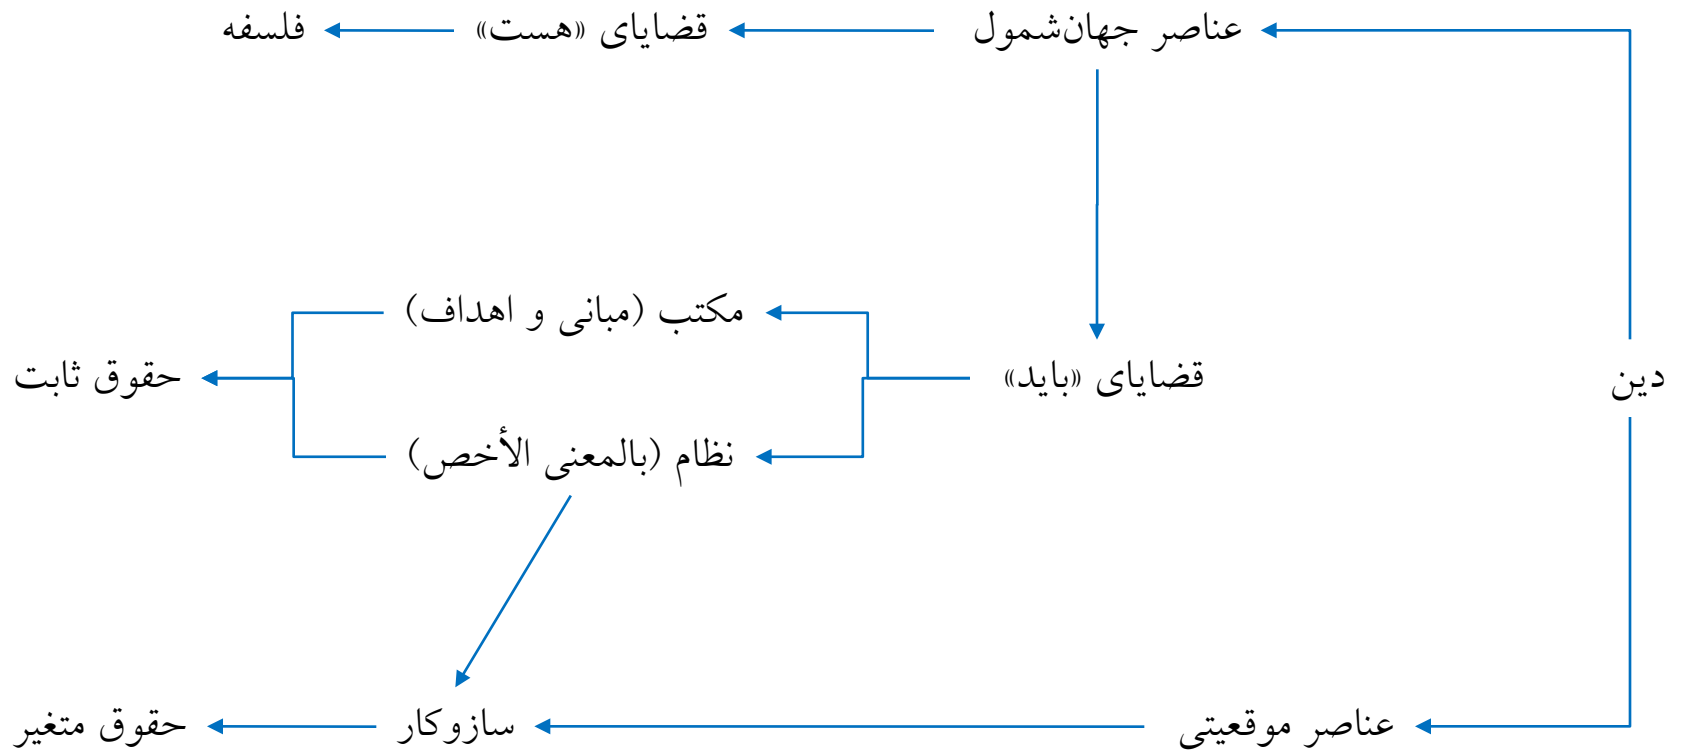 عناصر جهان‌شمول
قضایای «هست»
فلسفه
مکتب (مبانی و اهداف)
دین
قضایای «باید»
حقوق ثابت
نظام (بالمعنی الأخص)
عناصر موقعیتی
سازوکار
حقوق متغیر